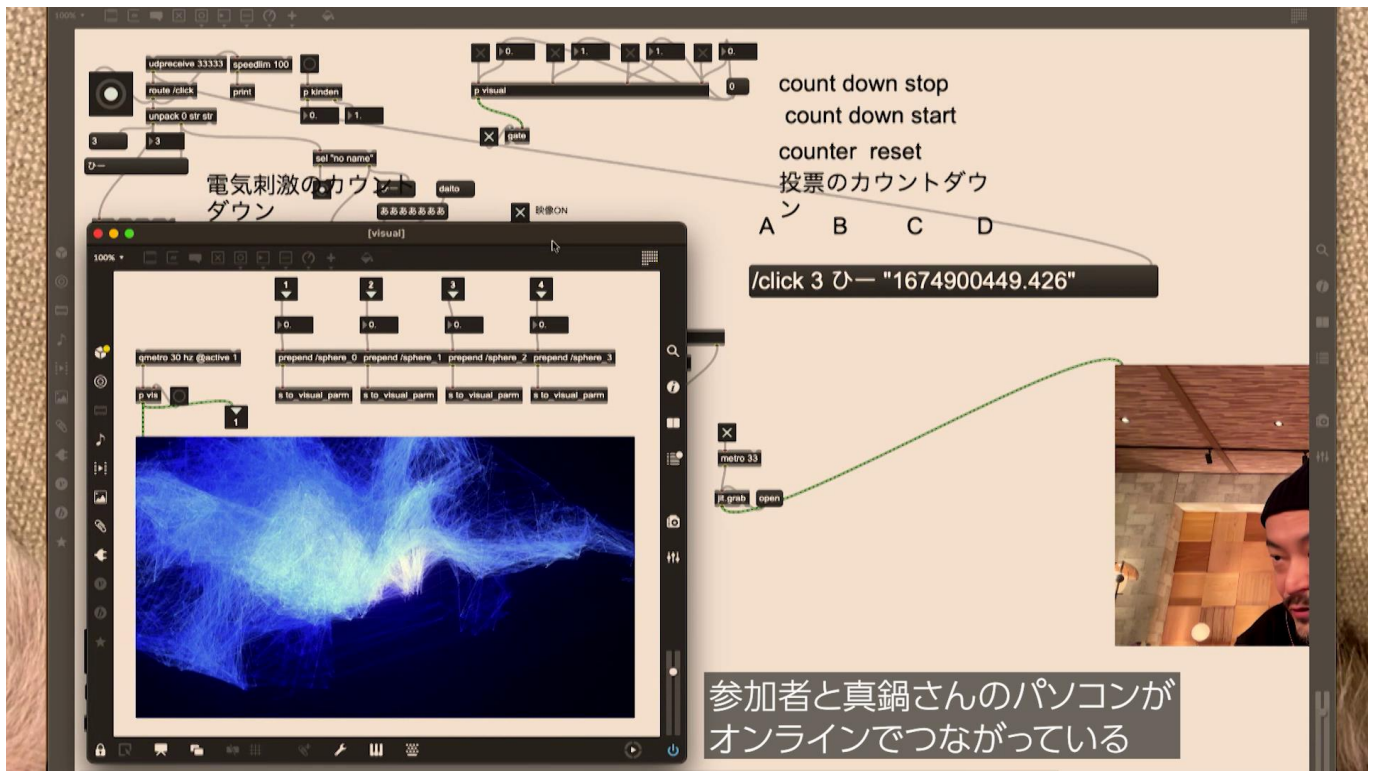 100%
udpreceive 33333 speedlim 100
route /click print p kinden
unpack 0 str str 0. 1.
3 3
ひー
sel "no name"
電気刺激のカウント
ダウン
daito
あああああああ
映像ON
0. 1. 1. 0.
p visual 0
gate
count down stop
count down start
counter reset
投票のカウントダウ
ン
A B C D
/click 3 ひー "1674900449.426"
[visual]
100%
1 2 3 4
0. 0. 0. 0.
qmetro 30 hz @active 1 prepend /sphere_0 prepend /sphere_1 prepend /sphere_2 prepend /sphere_3
p vis s to_visual_parm s to_visual_parm s to_visual_parm s to_visual_parm
1
metro 33
jit.grab open
参加者と真鍋さんのパソコンが
オンラインでつながっている